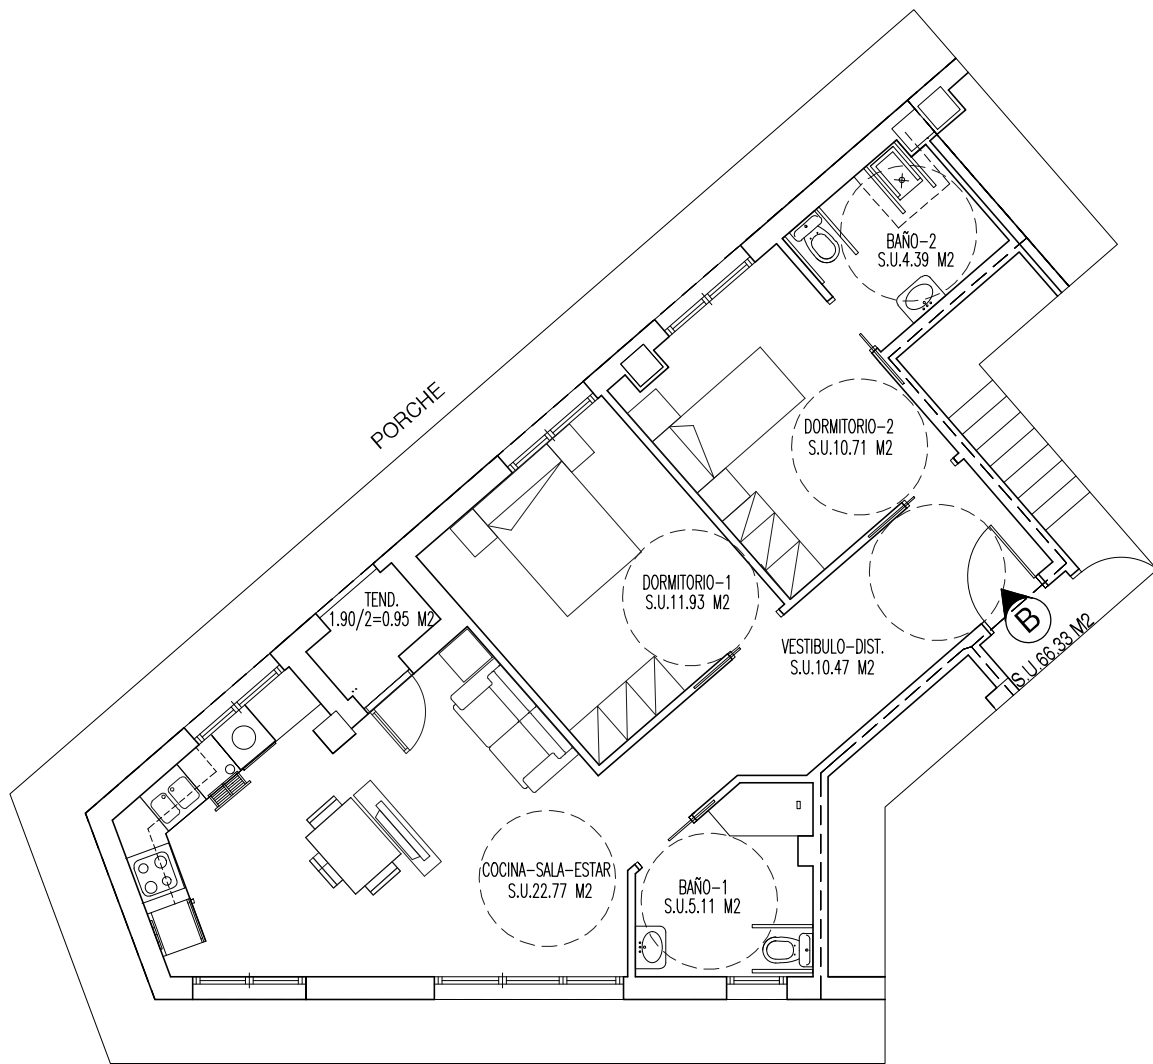 BAÑO-2
S.U.4.39 M2
PORCHE
DORMITORIO-2
S.U.10.71 M2
DORMITORIO-1
S.U.11.93 M2
TEND.
1.90/2=0.95 M2
B
S.U.66.33 M2
VESTIBULO-DIST.
S.U.10.47 M2
COCINA-SALA-ESTAR
S.U.22.77 M2
BAÑO-1
S.U.5.11 M2